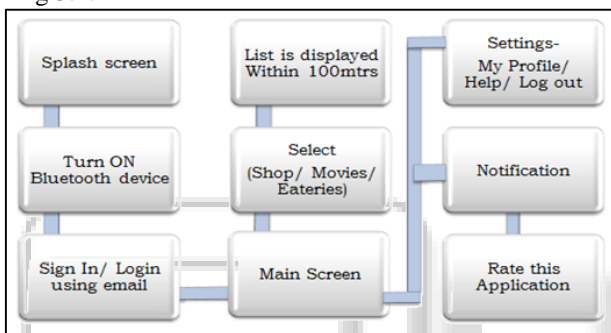 Splash screen
Turn ON
Bluetooth device
Sign In/ Login
using email
List is displayed
Within 100mtrs
Select
(Shop/ Movies/
Eateries)
Main Screen
Settings-
My Profile/
Help/ Log out
Notification
Rate this
Application